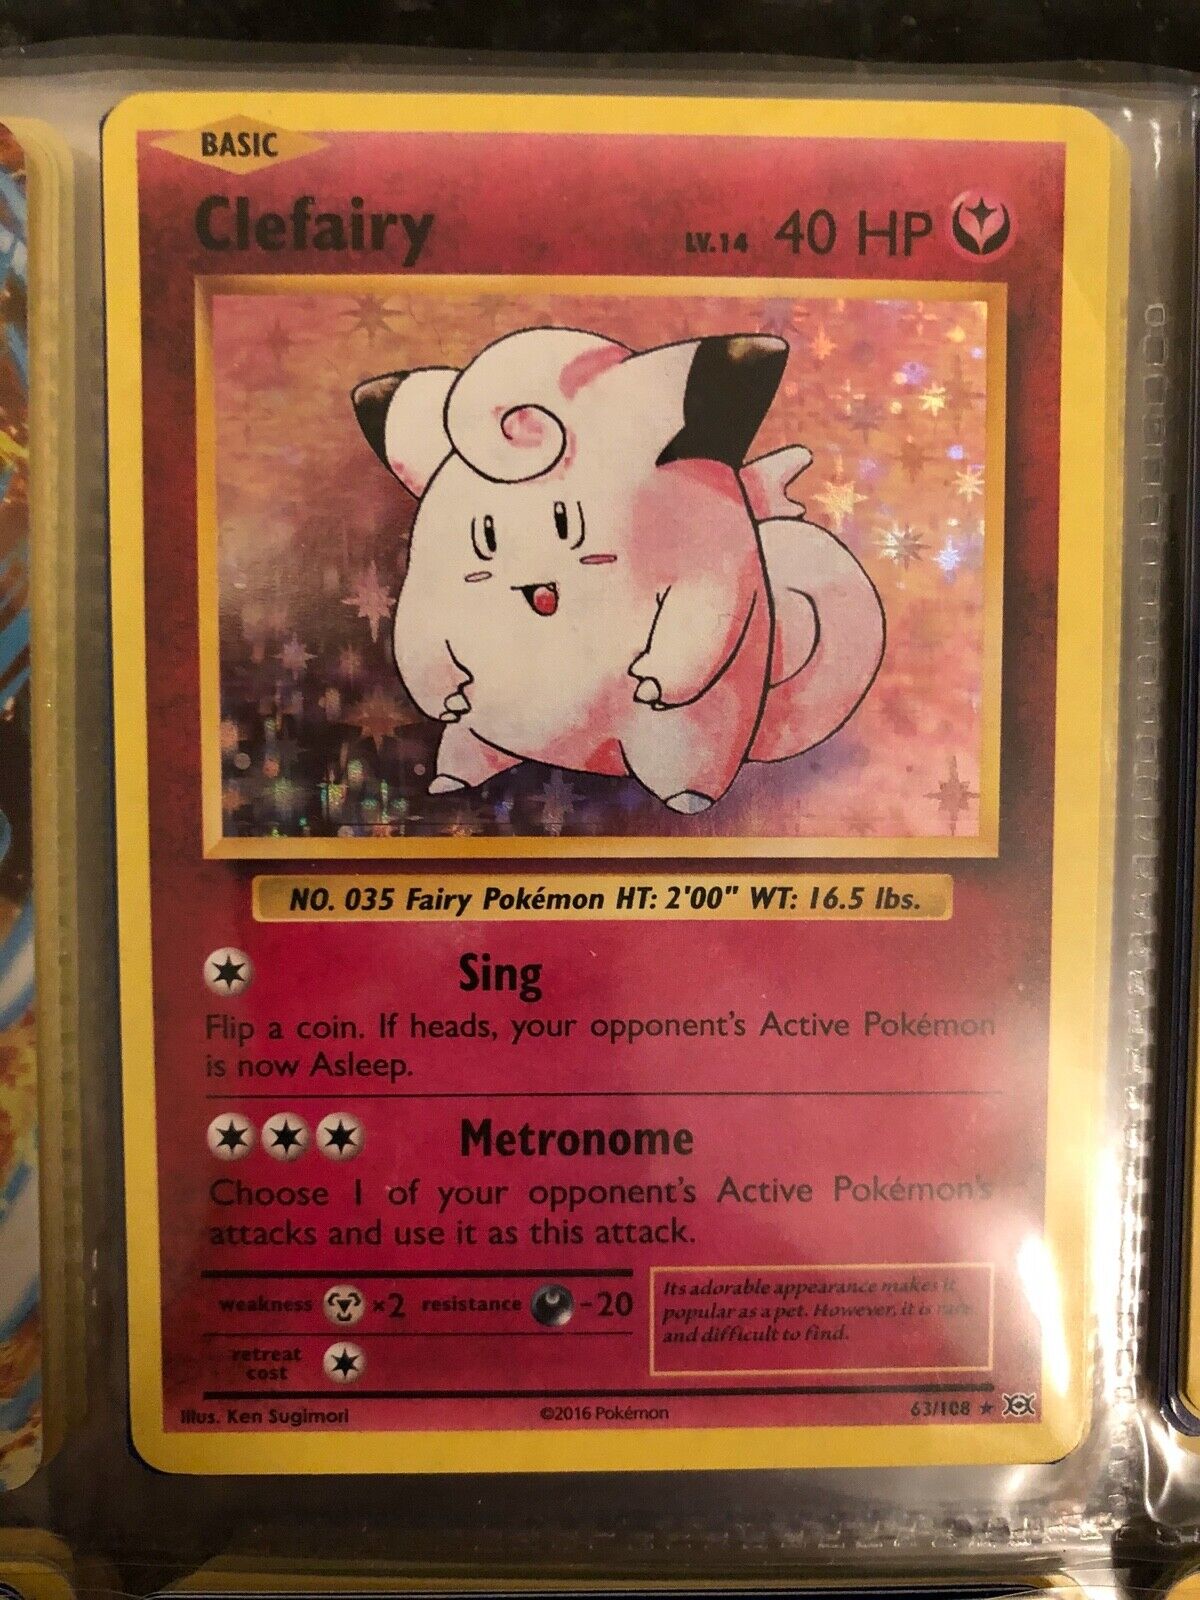 BASIC
Clefairy LV.14 40 HP
NO. 035 Fairy Pokémon HT: 2'00" WT: 16.5 lbs.
Sing
Flip a coin. If heads, your opponent's Active Pokémon
is now Asleep.
Metronome
Choose 1 of your opponent's Active Pokémon's
attacks and use it as this attack.
weakness ×2 resistance -20
retreat
cost
Its adorable appearance makes it
popular as a pet. However, it is rare
and difficult to find.
Illus. Ken Sugimori ©2016 Pokémon 63/108 ★